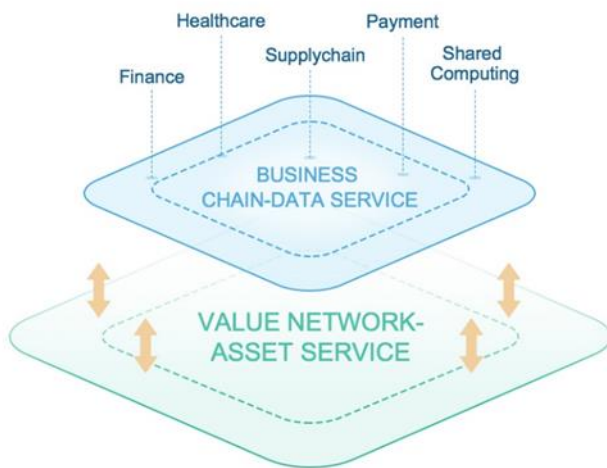 Healthcare
Payment
Finance
Supplychain
Shared
Computing
BUSINESS
CHAIN-DATA SERVICE
VALUE NETWORK-
ASSET SERVICE